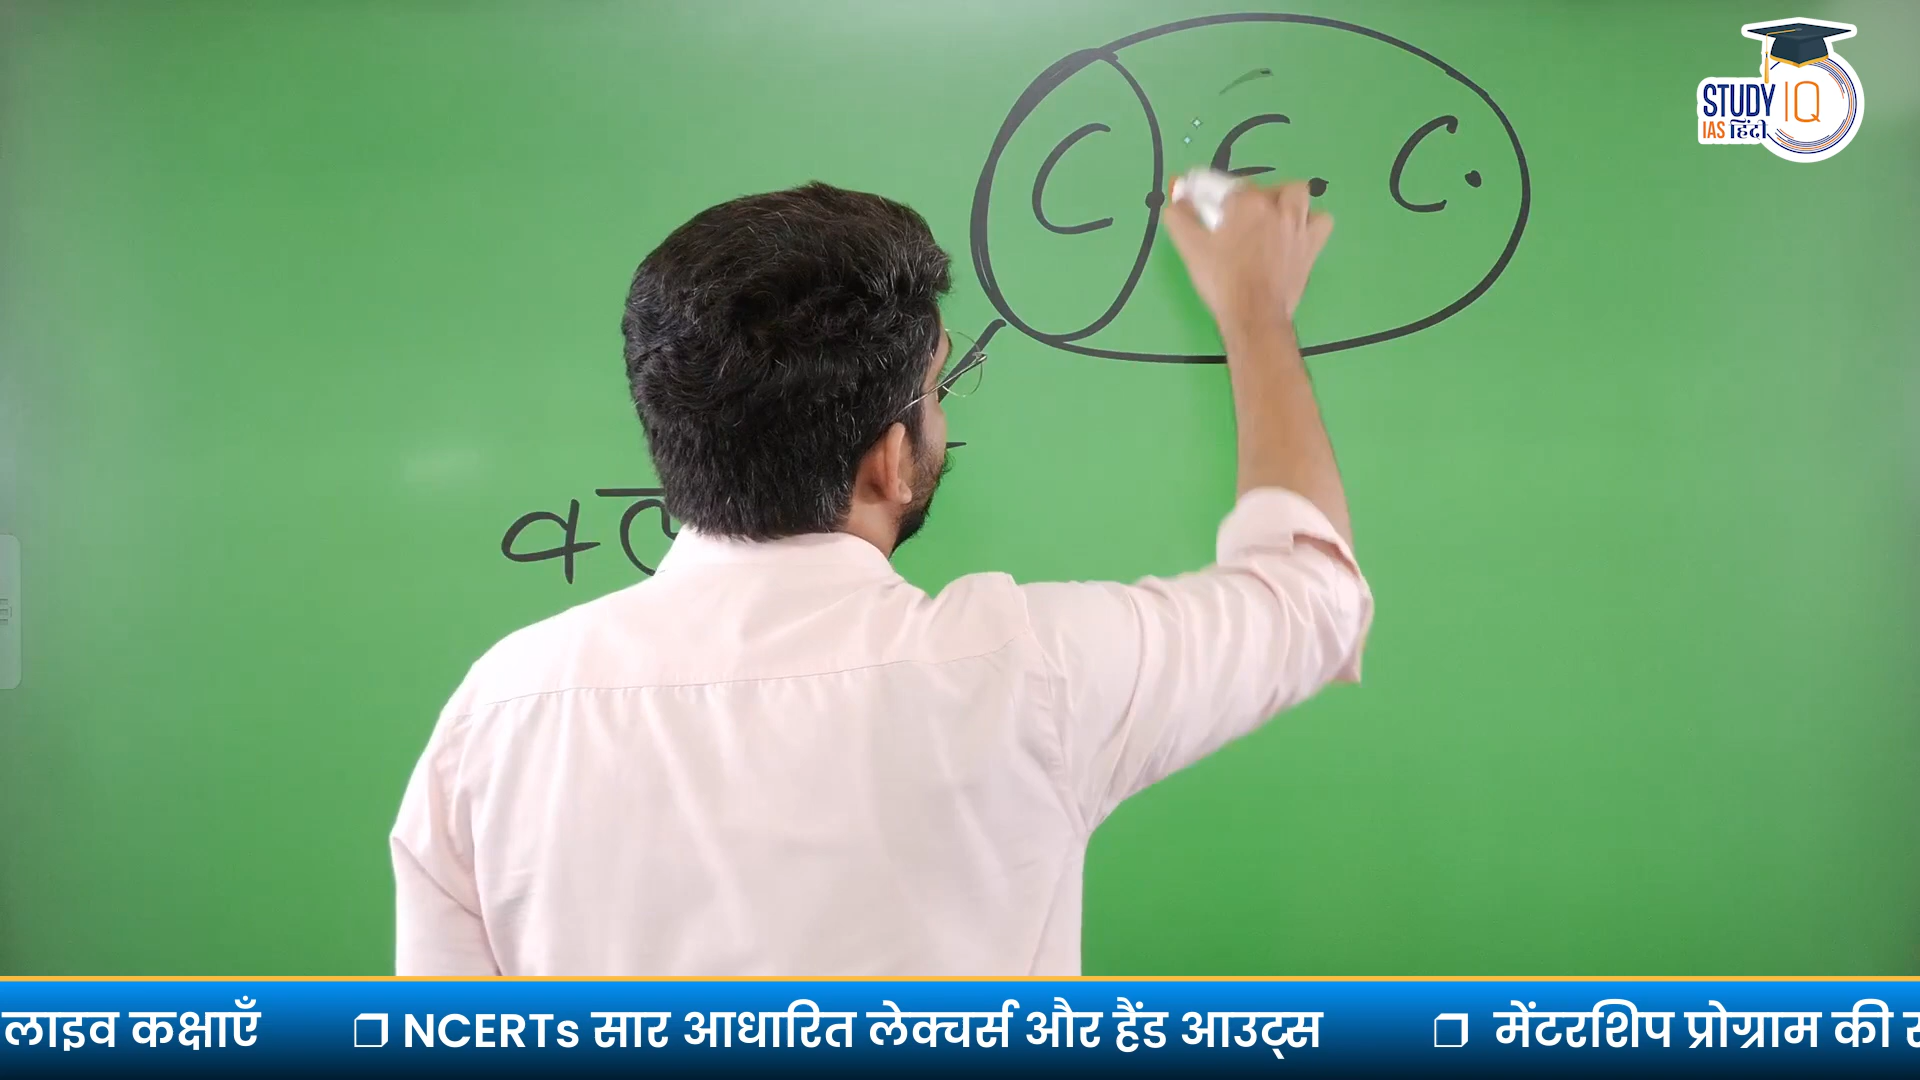 C. E. C.
STUDY IQ
IAS हिंदी
लाइव कक्षाएँ ❐ NCERTs सार आधारित लेक्चर्स और हैंड आउट्स ❐ मेंटरशिप प्रोग्राम की